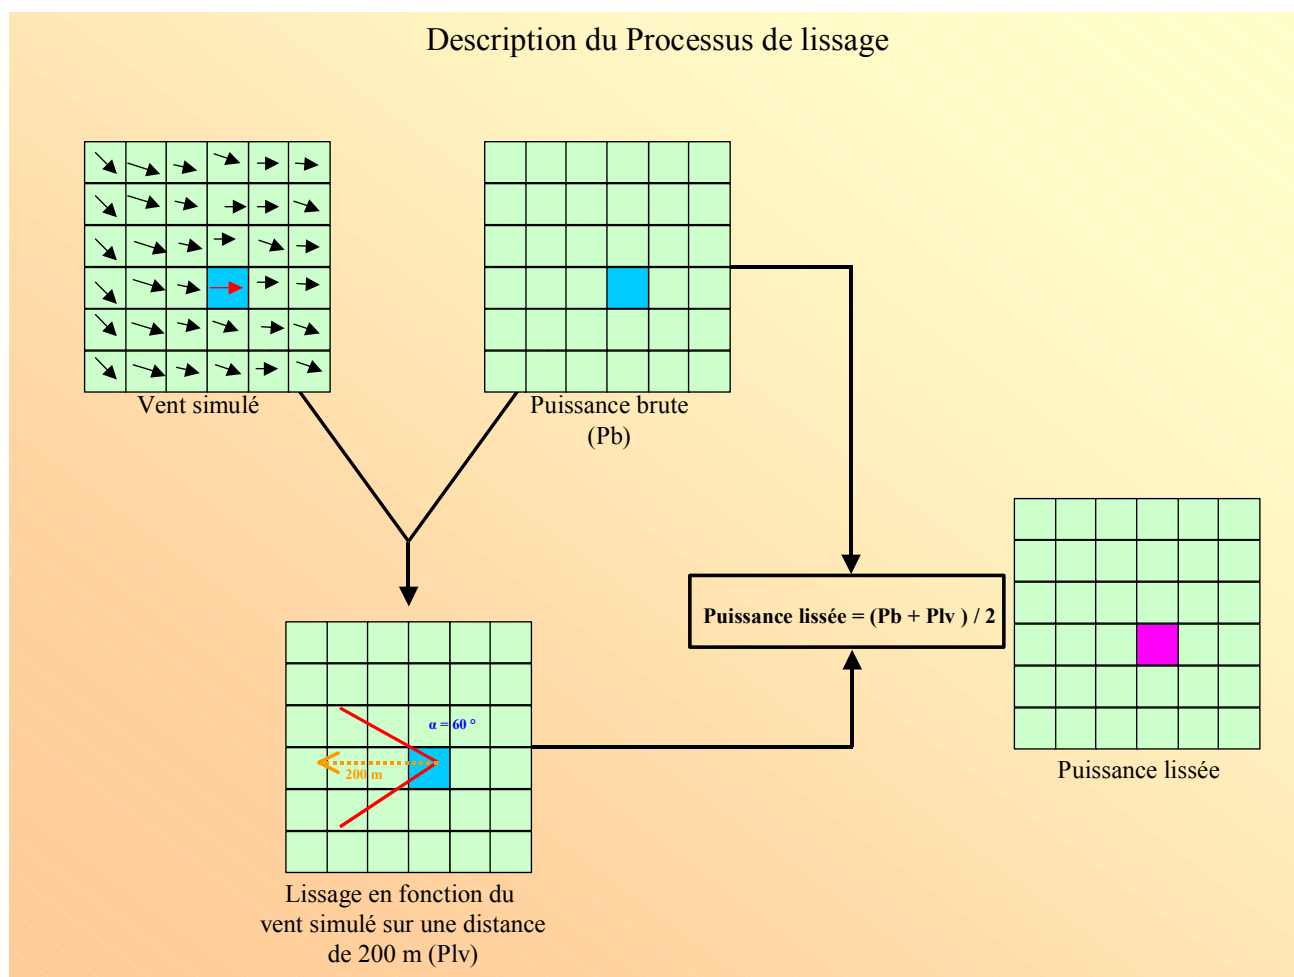 Description du Processus de lissage
Vent simulé
Puissance brute
(Pb)
Puissance lissée = (Pb + Plv ) / 2
α = 60 °
200 m
Puissance lissée
Lissage en fonction du
vent simulé sur une distance
de 200 m (Plv)